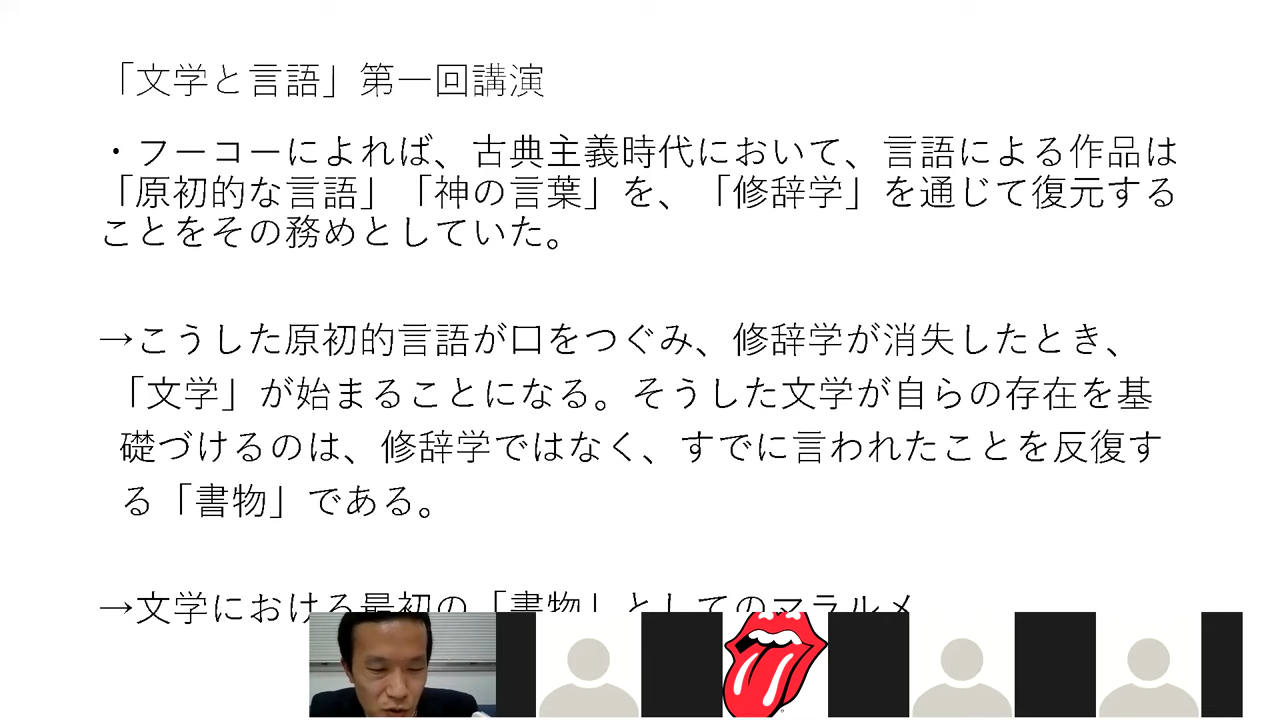 「文学と言語」第一回講演
・フーコーによれば、古典主義時代において、言語による作品は
「原初的な言語」「神の言葉」を、「修辞学」を通じて復元する
ことをその務めとしていた。
→こうした原初的言語が口をつぐみ、修辞学が消失したとき、
「文学」が始まることになる。そうした文学が自らの存在を基
礎づけるのは、修辞学ではなく、すでに言われたことを反復す
る「書物」である。
→文学における最初の「書物」としてのマラルメ